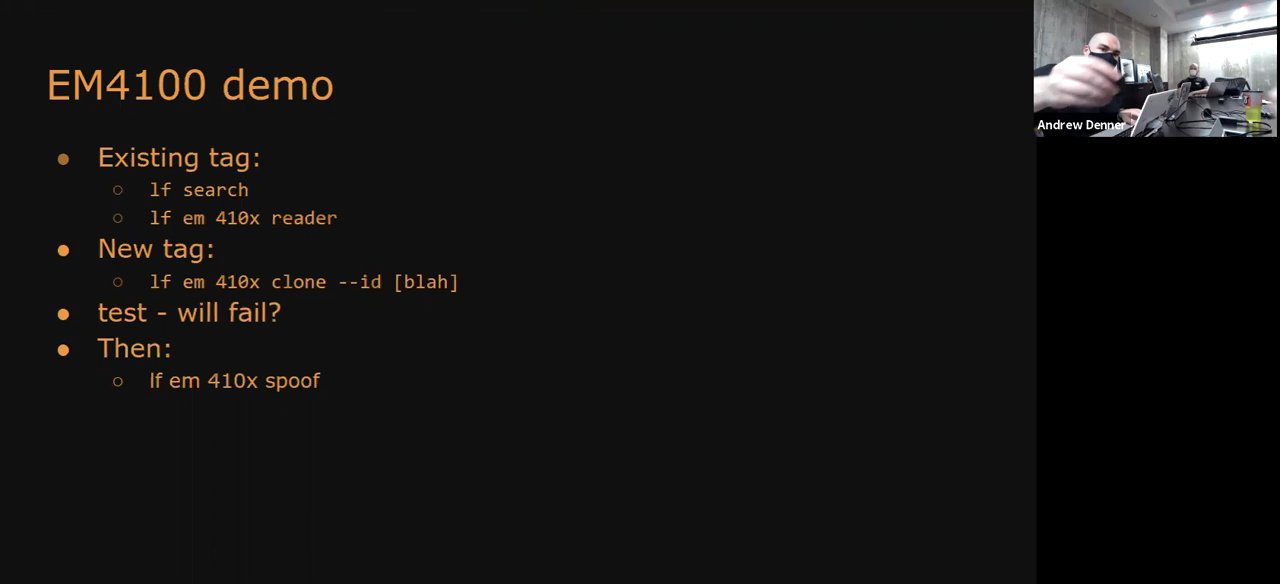 EM4100 demo
Existing tag:
lf search
lf em 410x reader
New tag:
lf em 410x clone --id [blah]
test - will fail?
Then:
lf em 410x spoof
Andrew Denner